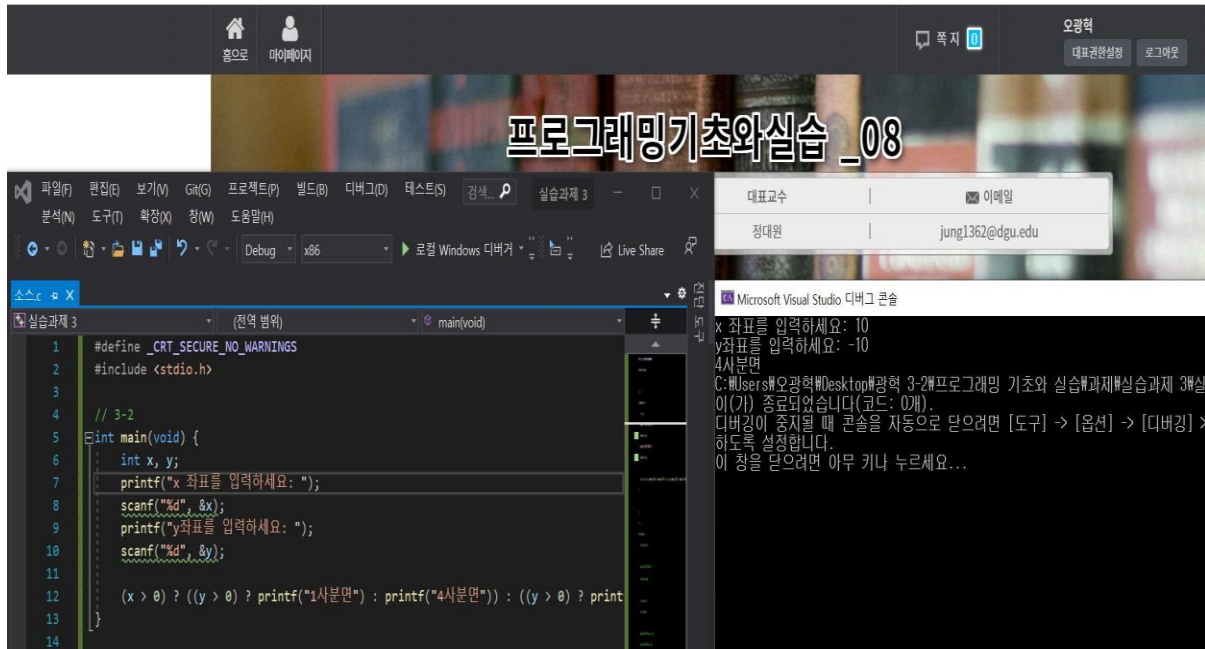 홈으로 마이페이지
쪽지 0
오광혁
대표권한설정 로그아웃
프로그래밍기초와실습 _08
대표교수 | 이메일
정대원 | jung1362@dgu.edu
파일(F) 편집(E) 보기(V) Git(G) 프로젝트(P) 빌드(B) 디버그(D) 테스트(S) 검색... 실습과제 3
분석(N) 도구(T) 확장(X) 창(W) 도움말(H)
Debug x86 로컬 Windows 디버거 Live Share
소스.c
진단 도구
실습과제 3 (전역 범위) main(void)
1 #define _CRT_SECURE_NO_WARNINGS
2 #include <stdio.h>
3
4 // 3-2
5 int main(void) {
6 int x, y;
7 printf("x 좌표를 입력하세요: ");
8 scanf("%d", &x);
9 printf("y좌표를 입력하세요: ");
10 scanf("%d", &y);
11
12 (x > 0) ? ((y > 0) ? printf("1사분면") : printf("4사분면")) : ((y > 0) ? print
13 }
14
Microsoft Visual Studio 디버그 콘솔
x 좌표를 입력하세요: 10
y좌표를 입력하세요: -10
4사분면
C:₩Users₩오광혁₩Desktop₩광혁 3-2₩프로그래밍 기초와 실습₩과제₩실습과제 3₩실
이(가) 종료되었습니다(코드: 0개).
디버깅이 중지될 때 콘솔을 자동으로 닫으려면 [도구] -> [옵션] -> [디버깅] >
하도록 설정합니다.
이 창을 닫으려면 아무 키나 누르세요...